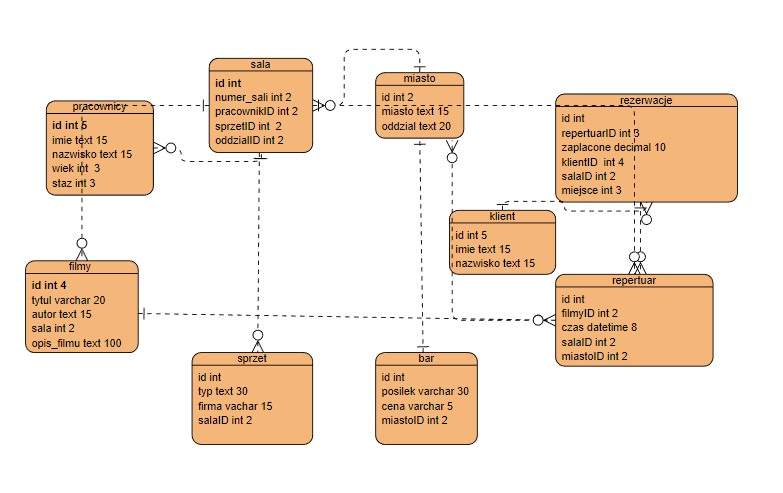 sala
id int
numer_sali int 2
pracownikID int 2
sprzetID int  2
oddzialID int 2
miasto
id int 2
miasto text 15
oddzial text 20
pracownicy
id int 5
imie text 15
nazwisko text 15
wiek int  3
staz int 3
rezerwacje
id int
repertuarID int 3
zaplacone decimal 10
klientID  int 4
salaID int 2
miejsce int 3
klient
id int 5
imie text 15
nazwisko text 15
filmy
id int 4
tytul varchar 20
autor text 15
sala int 2
opis_filmu text 100
repertuar
id int
filmyID int 2
czas datetime 8
salaID int 2
miastoID int 2
sprzet
id int
typ text 30
firma vachar 15
salaID int 2
bar
id int
posilek varchar 30
cena varchar 5
miastoID int 2